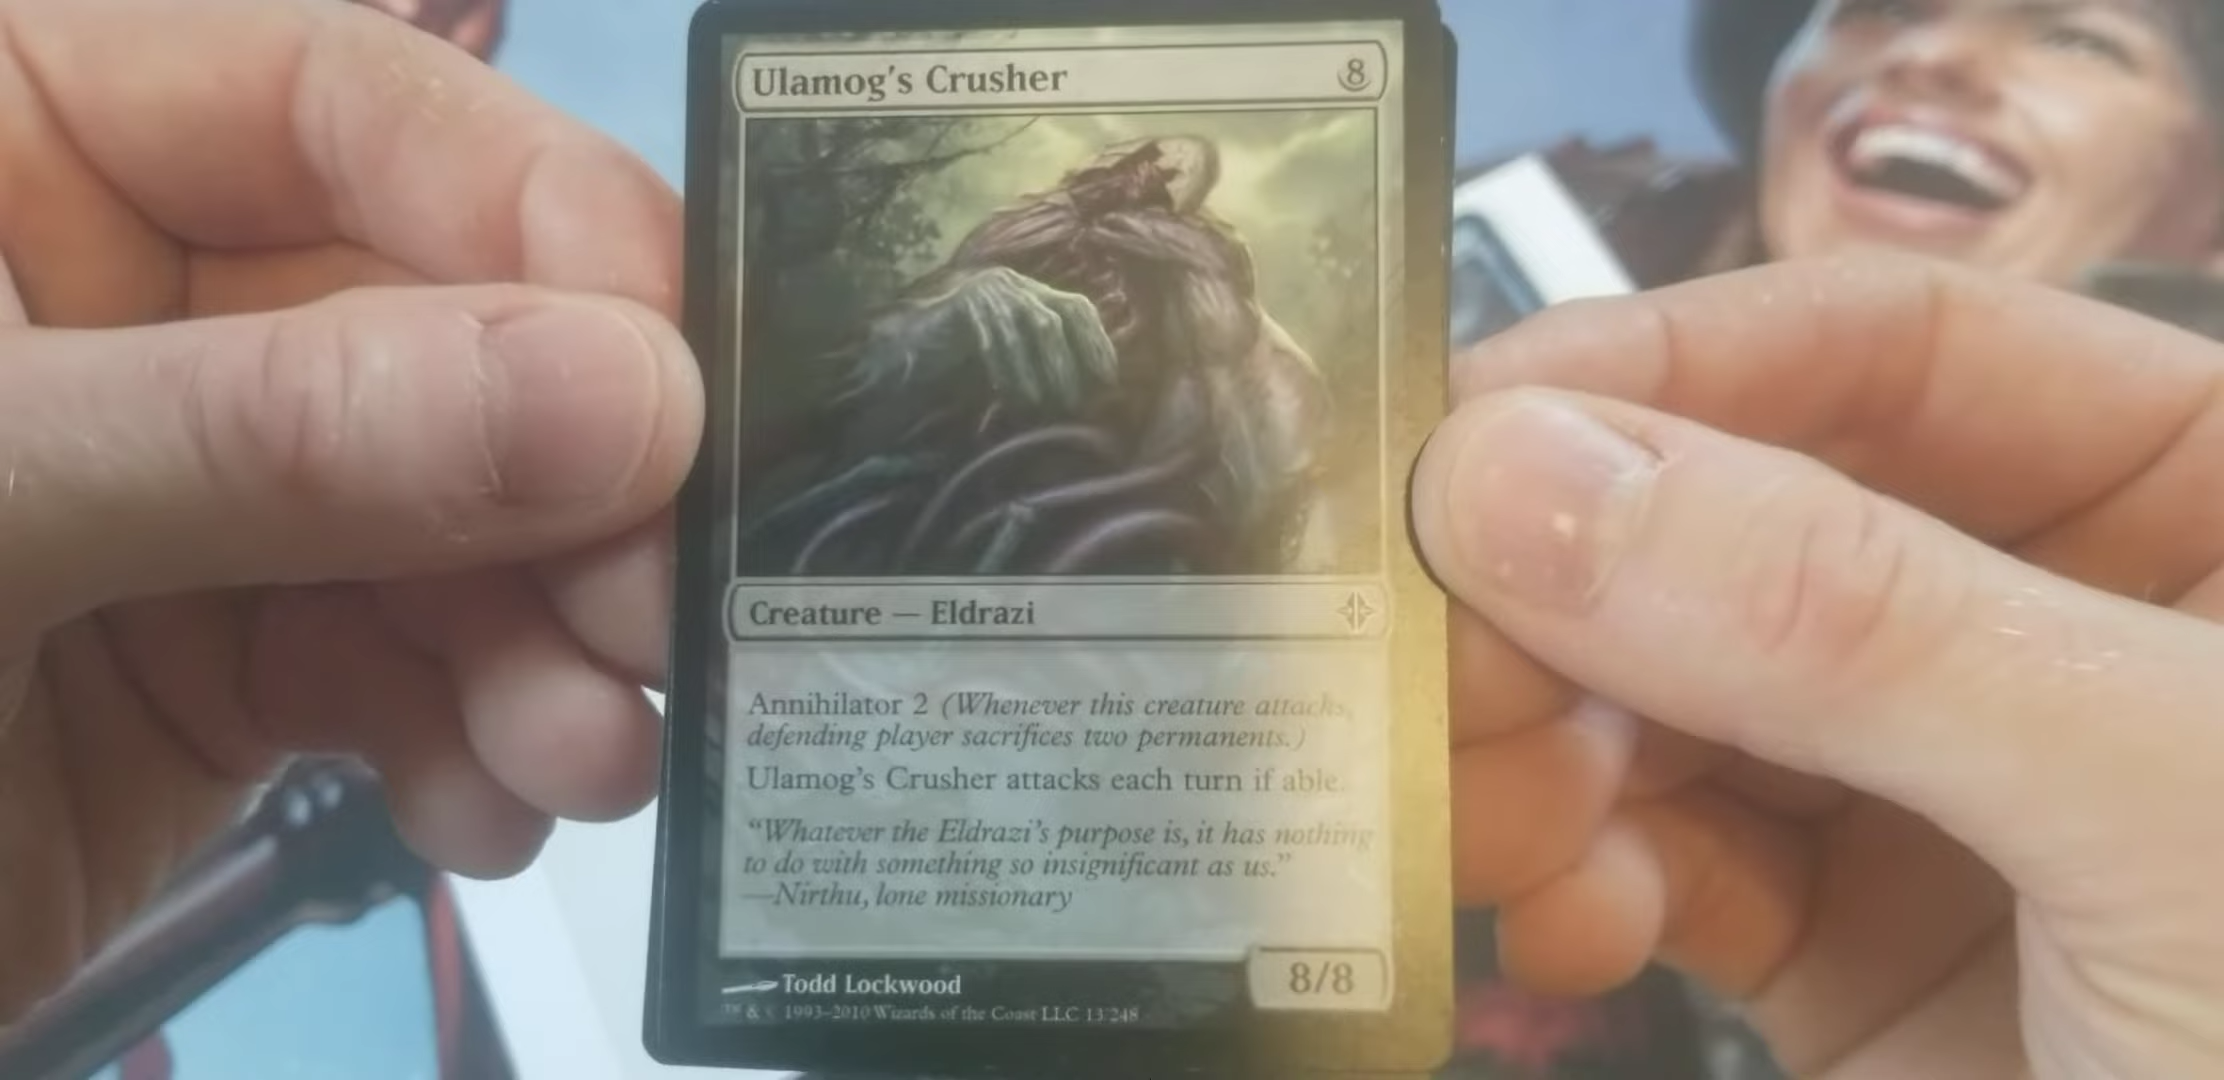 Ulamog's Crusher 8
Creature — Eldrazi
Annihilator 2 (Whenever this creature attacks,
defending player sacrifices two permanents.)
Ulamog's Crusher attacks each turn if able.
"Whatever the Eldrazi's purpose is, it has nothing
to do with something so insignificant as us."
—Nirthu, lone missionary
8/8
Todd Lockwood
™ & © 1993–2010 Wizards of the Coast LLC 13/248